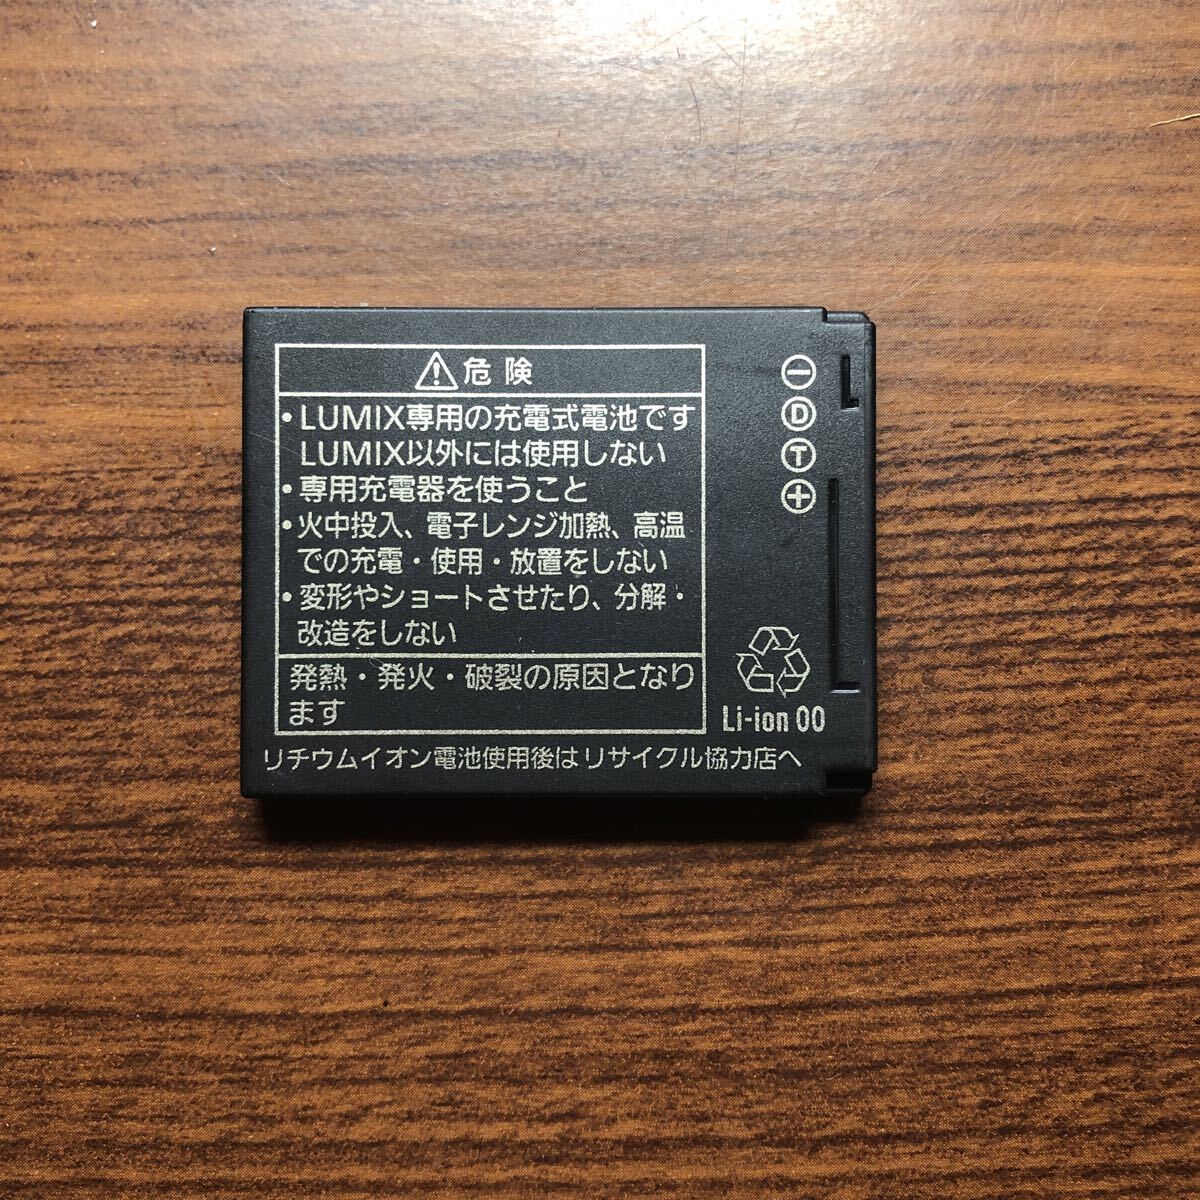 危険
・LUMIX専用の充電式電池です
LUMIX以外には使用しない
・専用充電器を使うこと
・火中投入、電子レンジ加熱、高温
での充電・使用・放置をしない
・変形やショートさせたり、分解・
改造をしない
発熱・発火・破裂の原因となり
ます
リチウムイオン電池使用後はリサイクル協力店へ
−
D
T
+
Li-ion 00